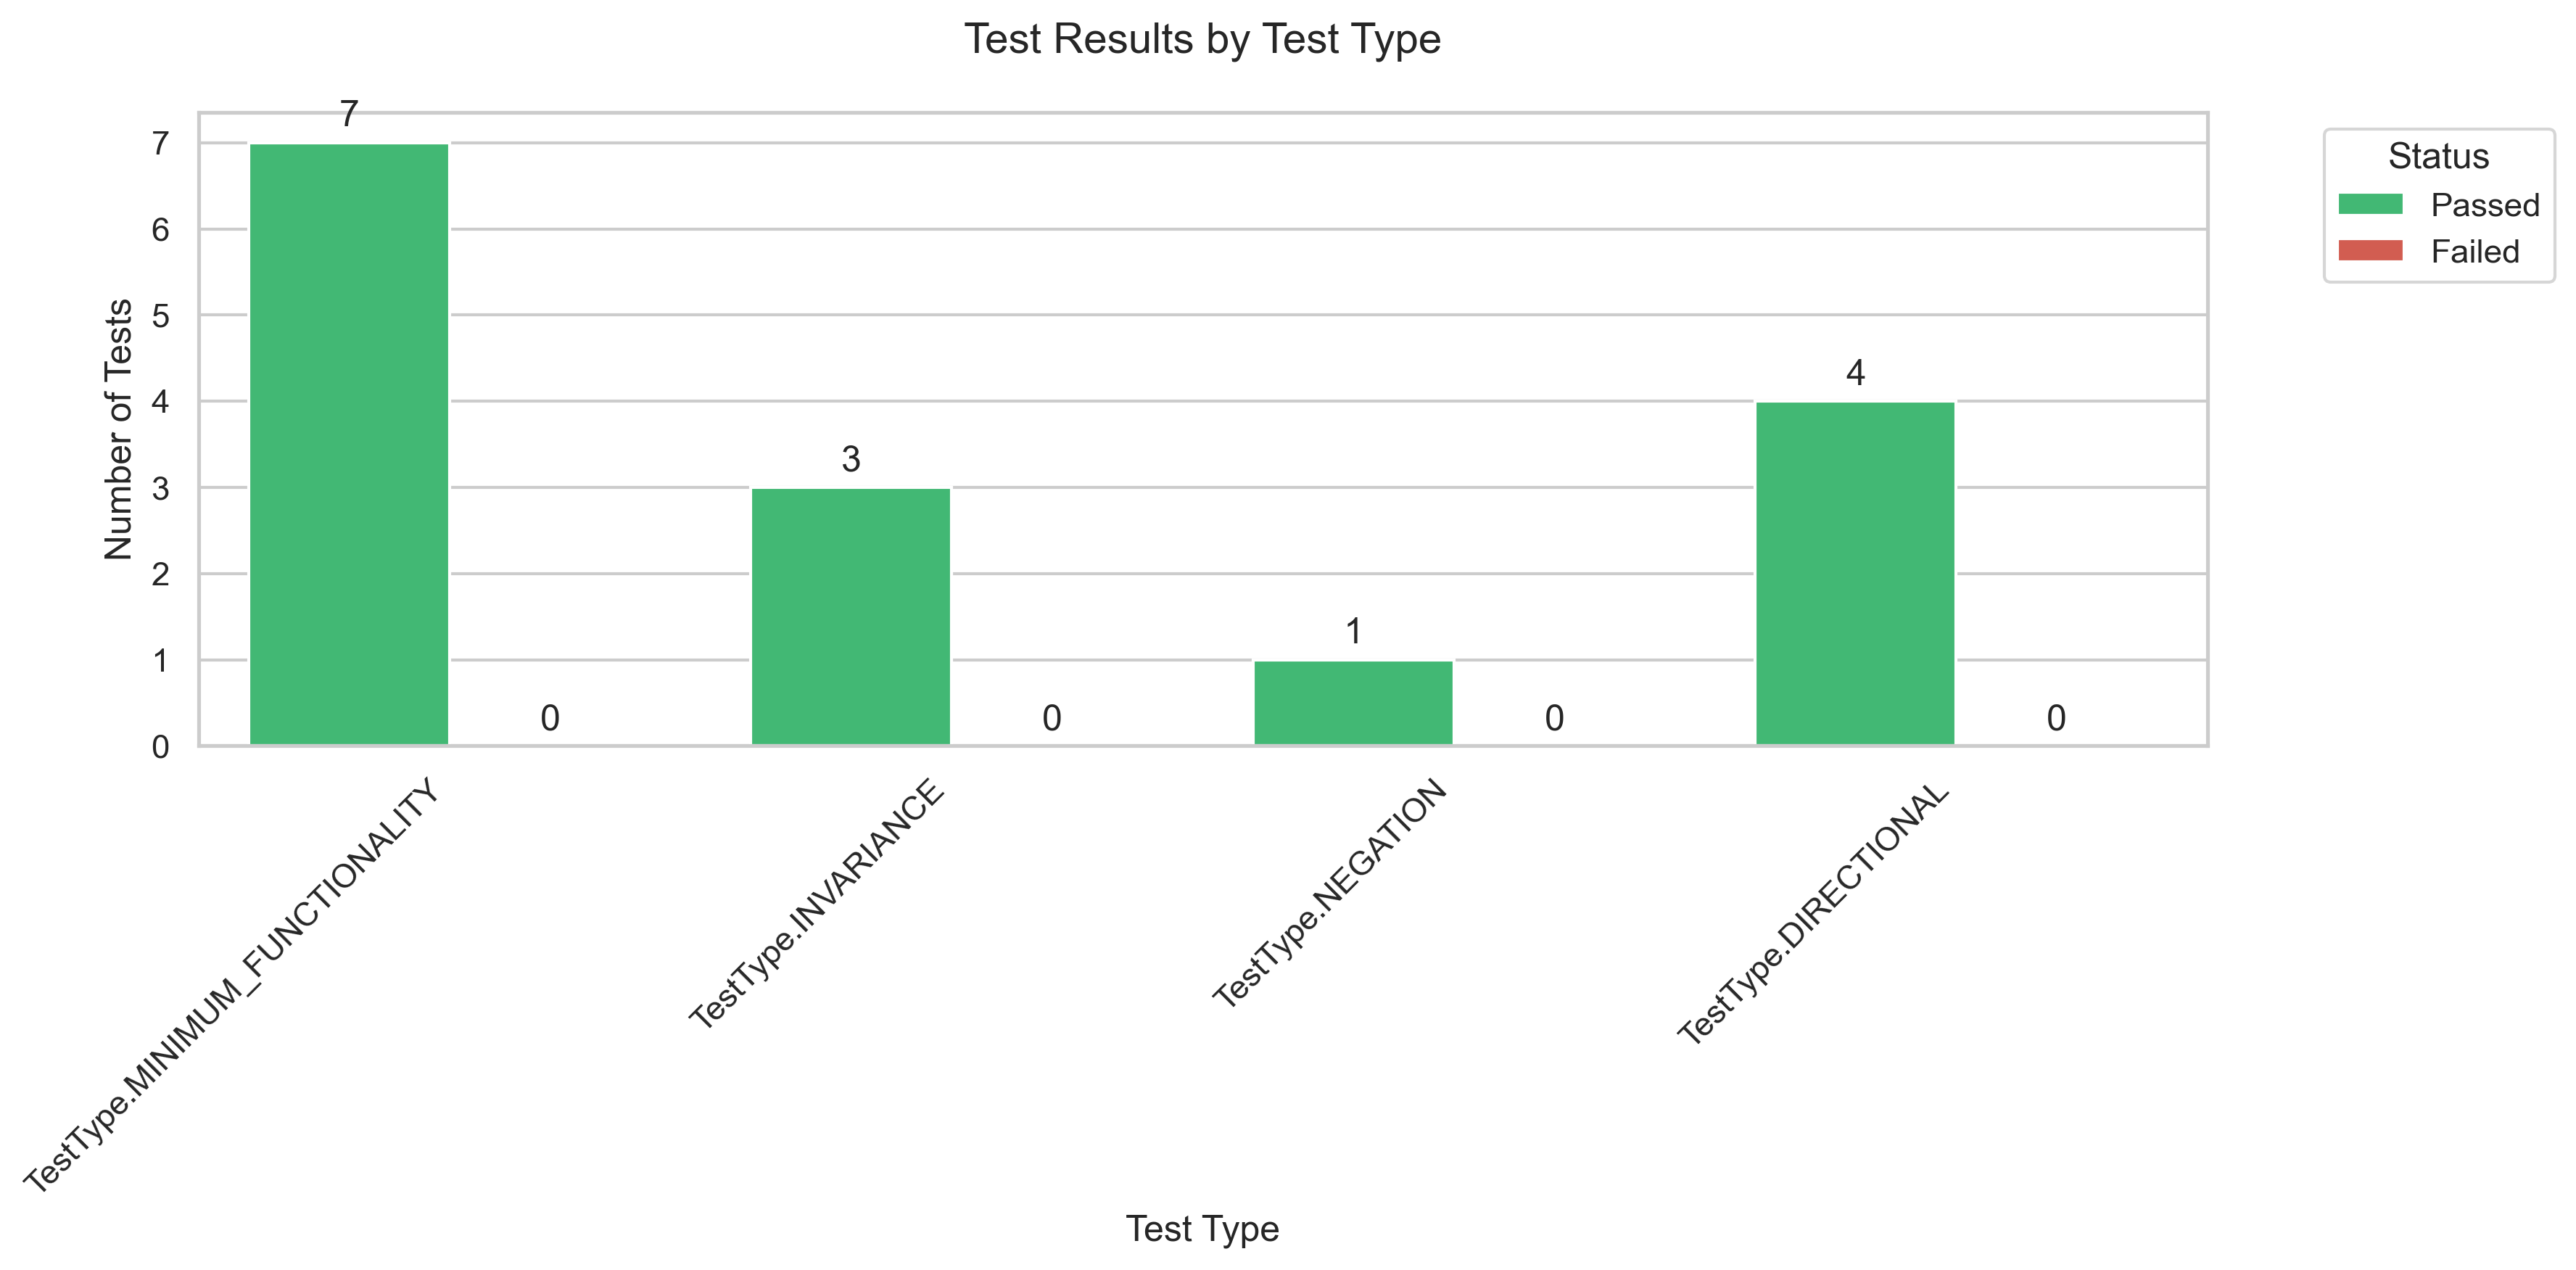 Test Results by Test Type
Number of Tests
7
6
5
4
3
2
1
0
7
0
3
0
1
0
4
0
TestType.MINIMUM_FUNCTIONALITY
TestType.INVARIANCE
TestType.NEGATION
TestType.DIRECTIONAL
Test Type
Status
Passed
Failed